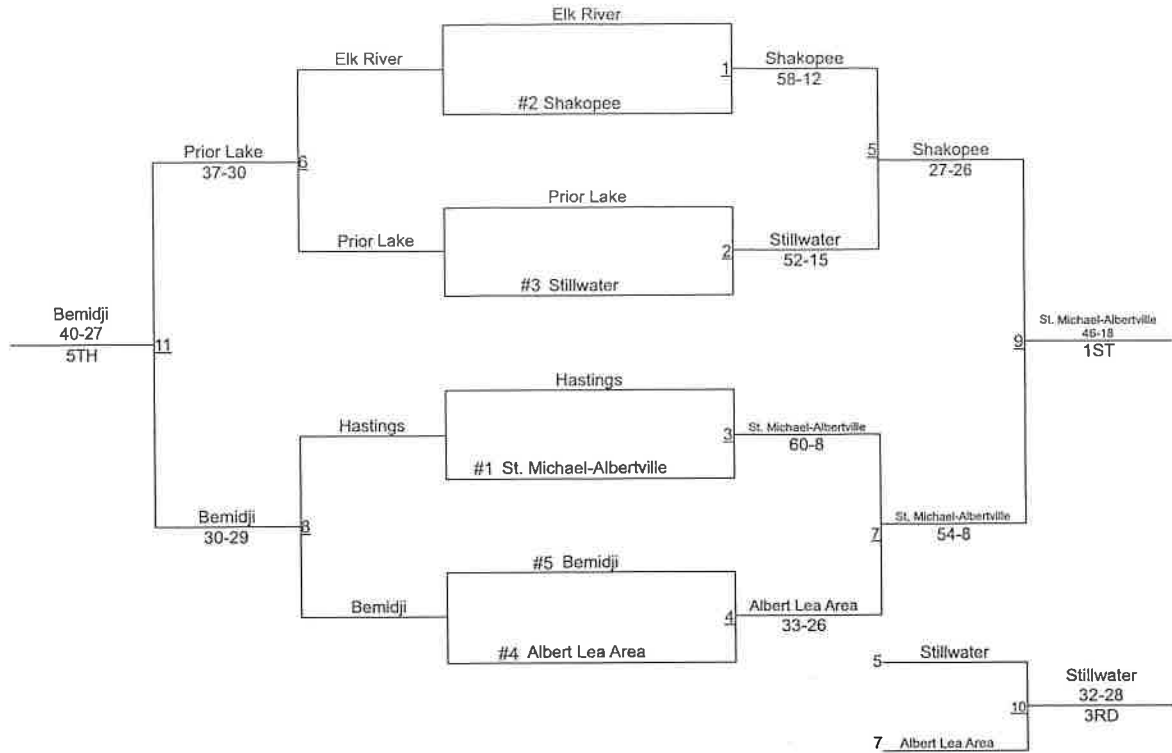 Elk River
Elk River
1
Shakopee
58-12
#2 Shakopee
Prior Lake
37-30
6
5
Shakopee
27-26
Prior Lake
Prior Lake
2
Stillwater
52-15
#3 Stillwater
Bemidji
40-27
5TH
11
9
St. Michael-Albertville
46-18
1ST
Hastings
Hastings
3
St. Michael-Albertville
60-8
#1 St. Michael-Albertville
Bemidji
30-29
8
7
St. Michael-Albertville
54-8
#5 Bemidji
Bemidji
4
Albert Lea Area
33-26
#4 Albert Lea Area
5
Stillwater
10
Stillwater
32-28
3RD
7
Albert Lea Area